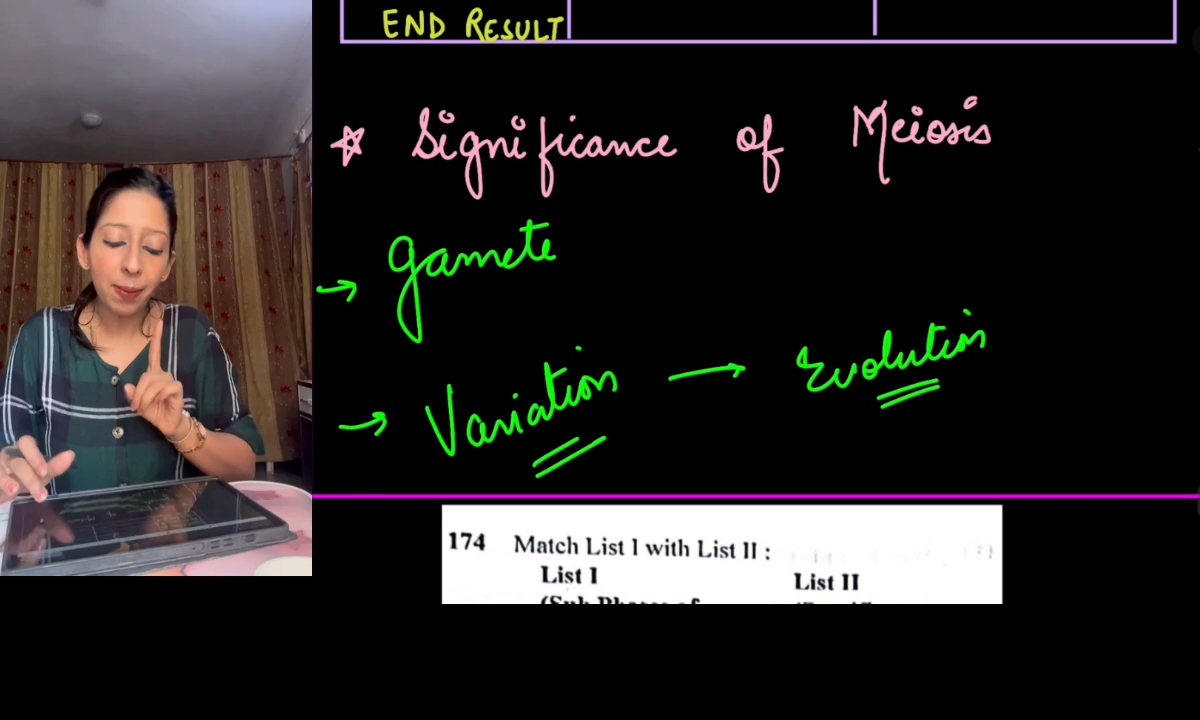 END RESULT
☆ Significance of Meiosis
→ Gamete
→ Variation → Evolution
174 Match List I with List II :
List I List II